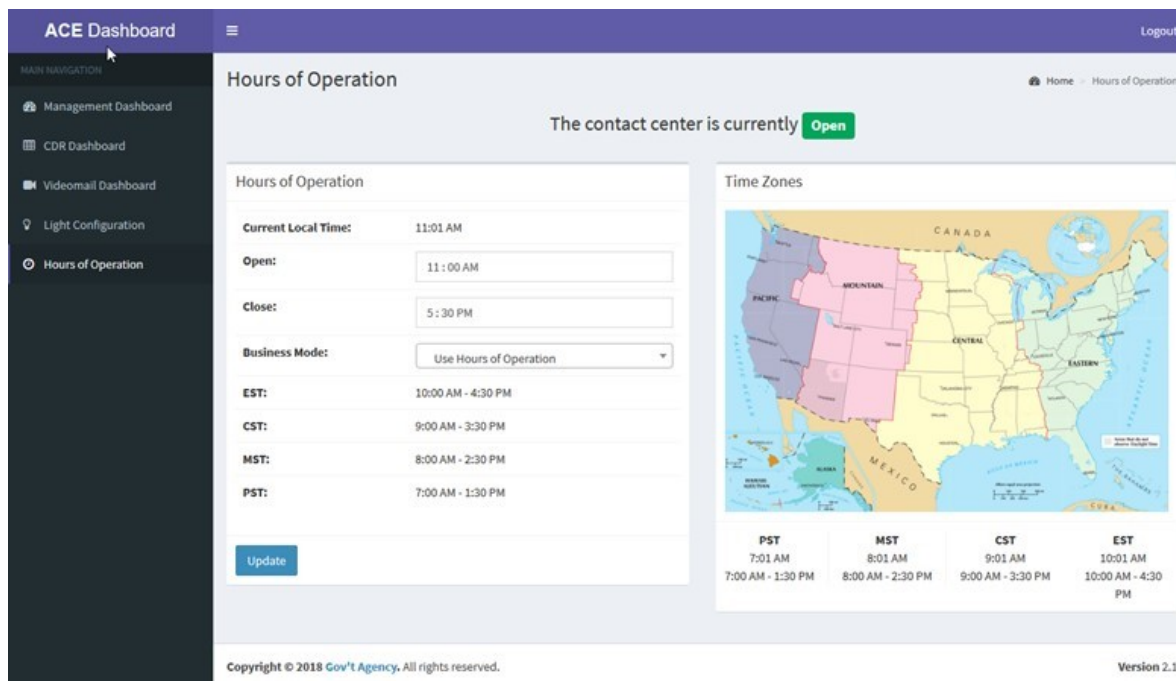 ACE Dashboard
Logout
MAIN NAVIGATION
Management Dashboard
CDR Dashboard
Videomail Dashboard
Light Configuration
Hours of Operation
Hours of Operation
Home > Hours of Operation
The contact center is currently Open
Hours of Operation
Current Local Time: 11:01 AM
Open: 11 : 00 AM
Close: 5 : 30 PM
Business Mode: Use Hours of Operation
EST: 10:00 AM - 4:30 PM
CST: 9:00 AM - 3:30 PM
MST: 8:00 AM - 2:30 PM
PST: 7:00 AM - 1:30 PM
Update
Time Zones
CANADA
PACIFIC
MOUNTAIN
CENTRAL
EASTERN
MEXICO
ALASKA
GULF OF MEXICO
THE BAHAMAS
CUBA
PST MST CST EST
7:01 AM 8:01 AM 9:01 AM 10:01 AM
7:00 AM - 1:30 PM 8:00 AM - 2:30 PM 9:00 AM - 3:30 PM 10:00 AM - 4:30
PM
Copyright © 2018 Gov't Agency. All rights reserved.
Version 2.1